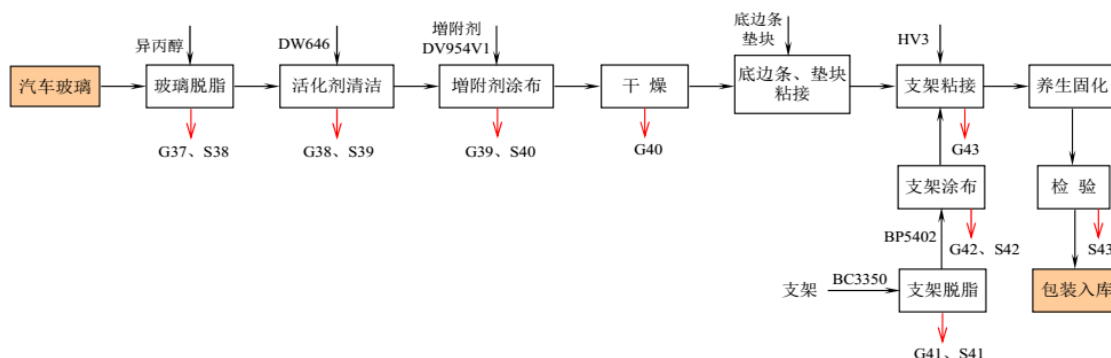 异丙醇
DW646
增附剂
DV954V1
底边条
垫块
HV3
汽车玻璃
玻璃脱脂
活化剂清洁
增附剂涂布
干 燥
底边条、垫块
粘接
支架粘接
养生固化
G37、S38
G38、S39
G39、S40
G40
G43
支架涂布
检 验
BP5402
G42、S42
S43
支架
BC3350
支架脱脂
包装入库
G41、S41